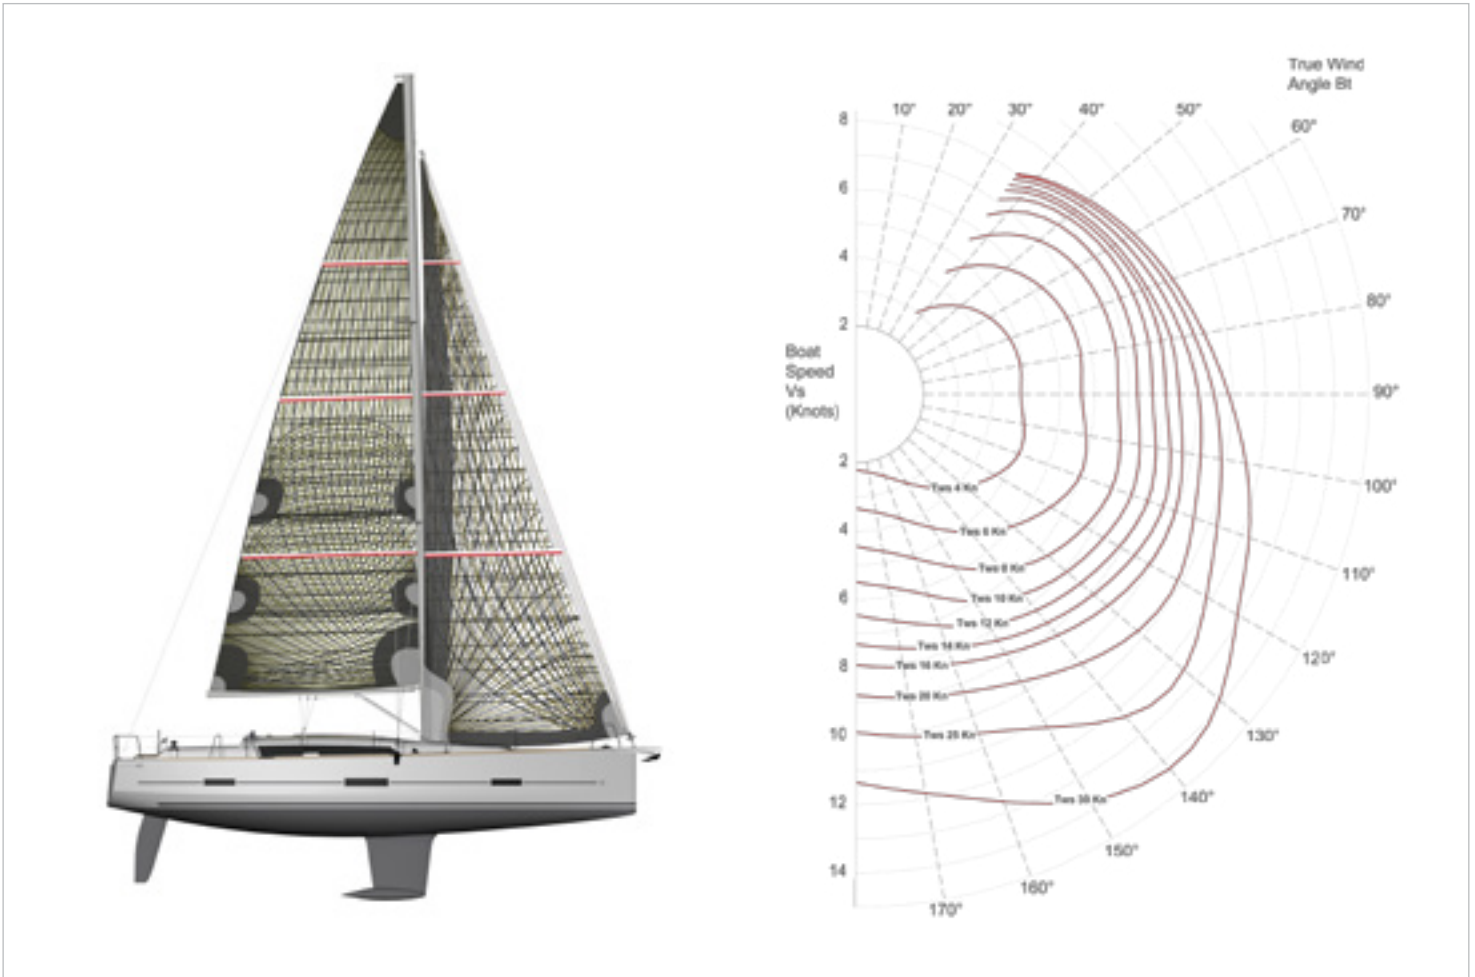 True Wind
Angle Bt
10°
20°
30°
40°
50°
60°
70°
80°
90°
100°
110°
120°
130°
140°
150°
160°
170°
8
6
4
2
Boat
Speed
Vs
(Knots)
2
4
6
8
10
12
14
Tws 4 Kn
Tws 6 Kn
Tws 8 Kn
Tws 10 Kn
Tws 12 Kn
Tws 14 Kn
Tws 16 Kn
Tws 20 Kn
Tws 25 Kn
Tws 30 Kn